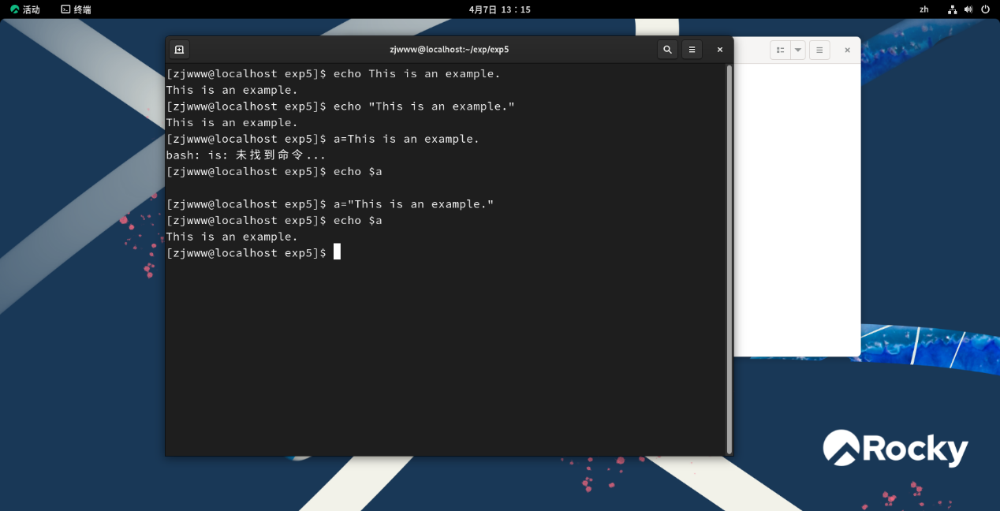 活动 终端 4月7日 13：15 zh
zjwww@localhost:~/exp/exp5
[zjwww@localhost exp5]$ echo This is an example.
This is an example.
[zjwww@localhost exp5]$ echo "This is an example."
This is an example.
[zjwww@localhost exp5]$ a=This is an example.
bash: is: 未找到命令...
[zjwww@localhost exp5]$ echo $a
[zjwww@localhost exp5]$ a="This is an example."
[zjwww@localhost exp5]$ echo $a
This is an example.
[zjwww@localhost exp5]$
Rocky